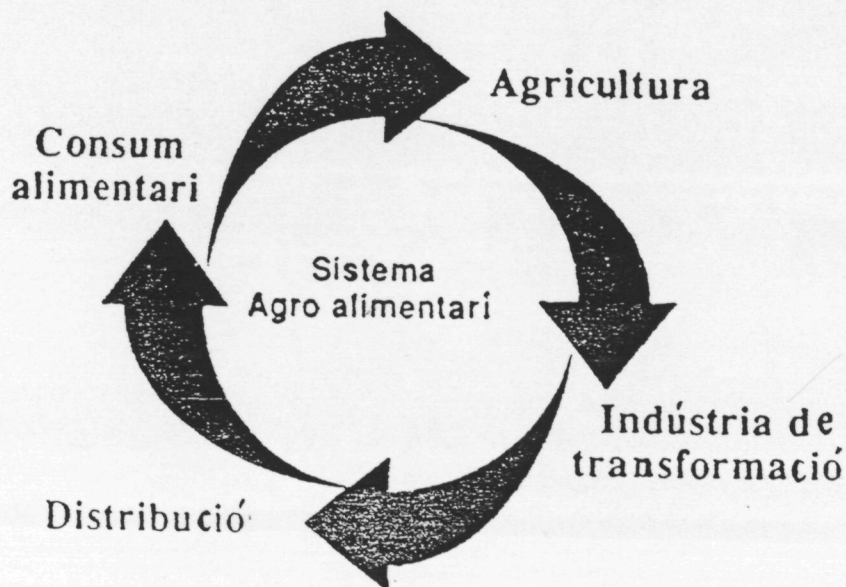 Agricultura
Consum
alimentari
Sistema
Agro alimentari
Indústria de
transformació
Distribució